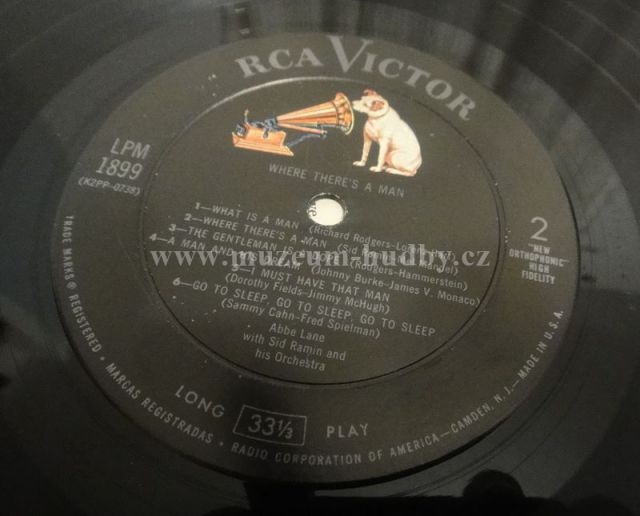 RCA VICTOR
LPM
1899
(K2PP-0738)
WHERE THERE'S A MAN
2
"NEW
ORTHOPHONIC"
HIGH
FIDELITY
1—WHAT IS A MAN (Richard Rodgers-Lo
2—WHERE THERE'S A MAN (Sid
3—THE GENTLEMAN IS A (Rodgers-Hammerstein)
4—A MAN AND (Johnny Burke-James V. Monaco)
5—I MUST HAVE THAT MAN
(Dorothy Fields-Jimmy McHugh)
6—GO TO SLEEP, GO TO SLEEP, GO TO SLEEP
(Sammy Cahn-Fred Spielman)
Abbe Lane
with Sid Ramin and
his Orchestra
www.muzeum-hudby.cz
LONG 33⅓ PLAY
TRADE MARKS ® REGISTERED • MARCAS REGISTRADAS • RADIO CORPORATION OF AMERICA—CAMDEN, N. J.—MADE IN U.S.A.